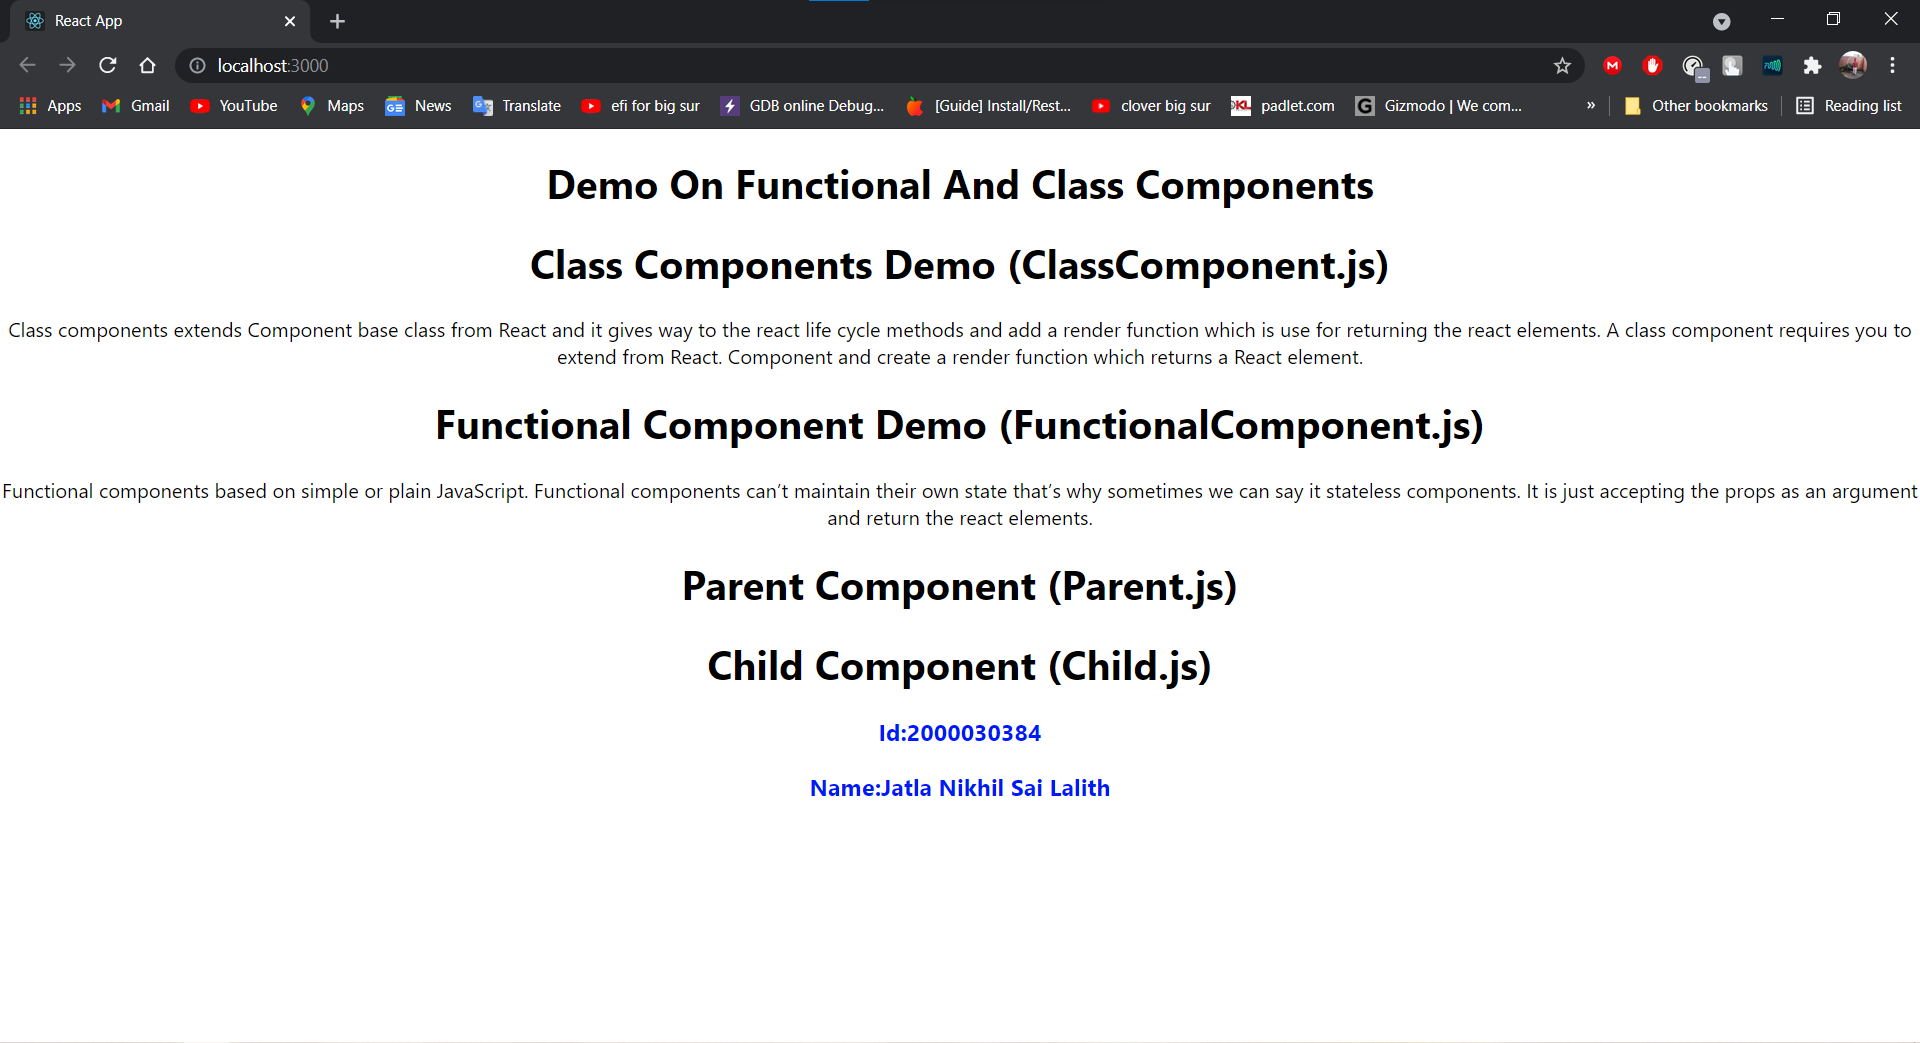 React App
localhost:3000
Apps Gmail YouTube Maps News Translate efi for big sur GDB online Debug... [Guide] Install/Rest... clover big sur padlet.com Gizmodo | We com... » Other bookmarks Reading list
Demo On Functional And Class Components
Class Components Demo (ClassComponent.js)
Class components extends Component base class from React and it gives way to the react life cycle methods and add a render function which is use for returning the react elements. A class component requires you to
extend from React. Component and create a render function which returns a React element.
Functional Component Demo (FunctionalComponent.js)
Functional components based on simple or plain JavaScript. Functional components can’t maintain their own state that’s why sometimes we can say it stateless components. It is just accepting the props as an argument
and return the react elements.
Parent Component (Parent.js)
Child Component (Child.js)
Id:2000030384
Name:Jatla Nikhil Sai Lalith